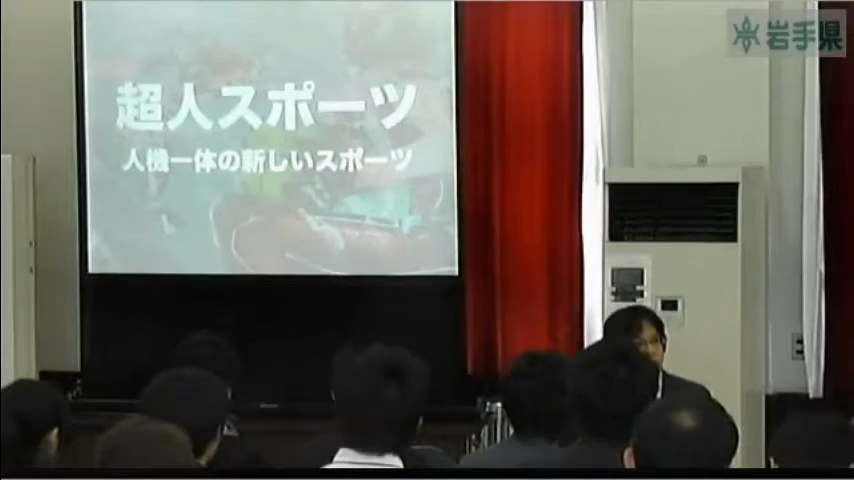 岩手県
超人スポーツ
人機一体の新しいスポーツ